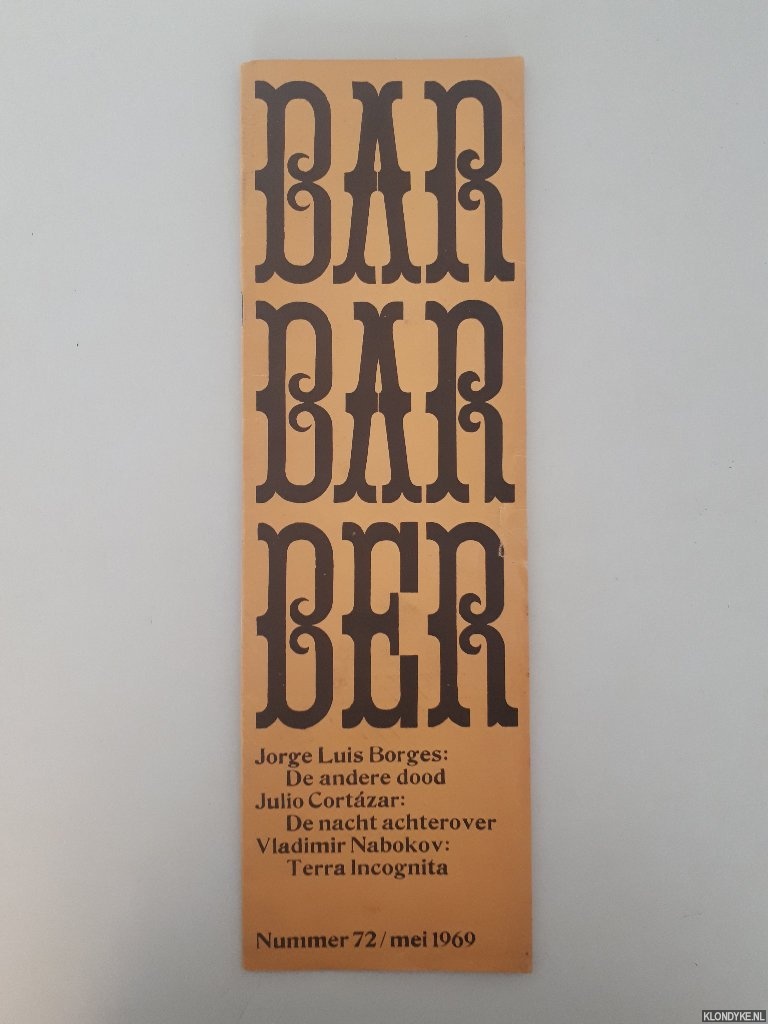 BAR
BAR
BER
Jorge Luis Borges:
De andere dood
Julio Cortázar:
De nacht achterover
Vladimir Nabokov:
Terra Incognita
Nummer 72 / mei 1969
KLONDYKE.NL